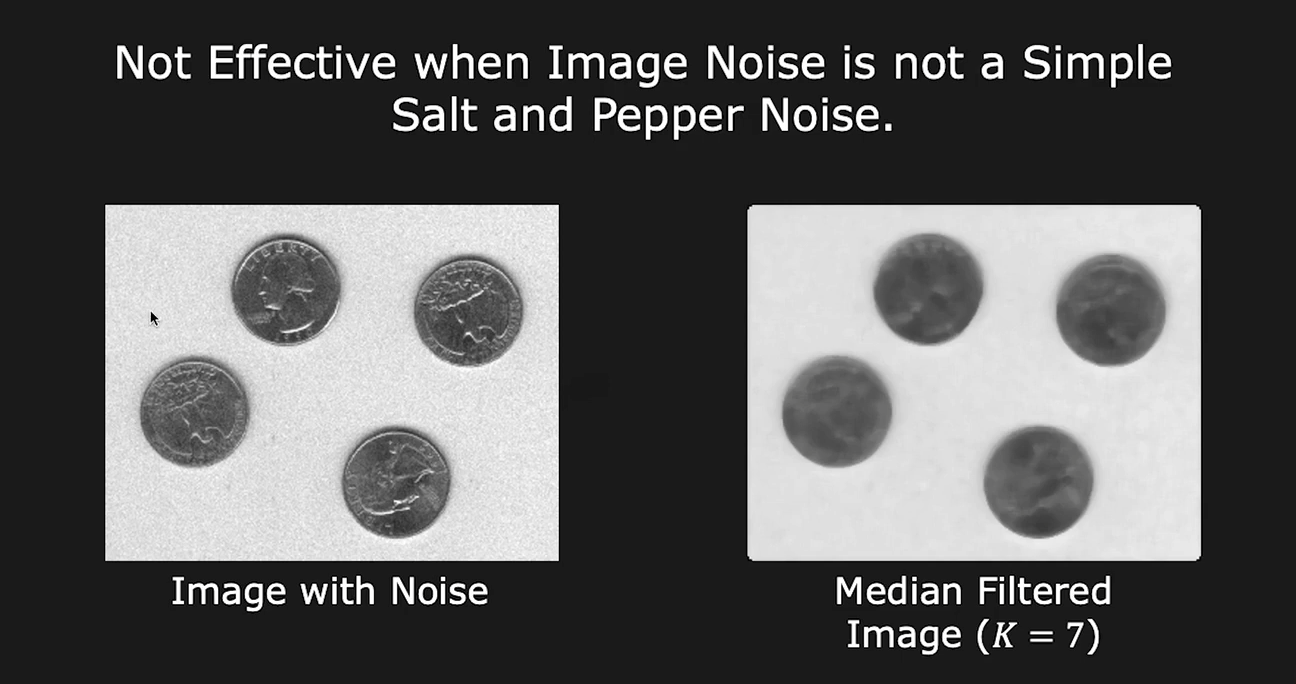 Not Effective when Image Noise is not a Simple
Salt and Pepper Noise.
LIBERTY
Image with Noise
Median Filtered
Image (K = 7)